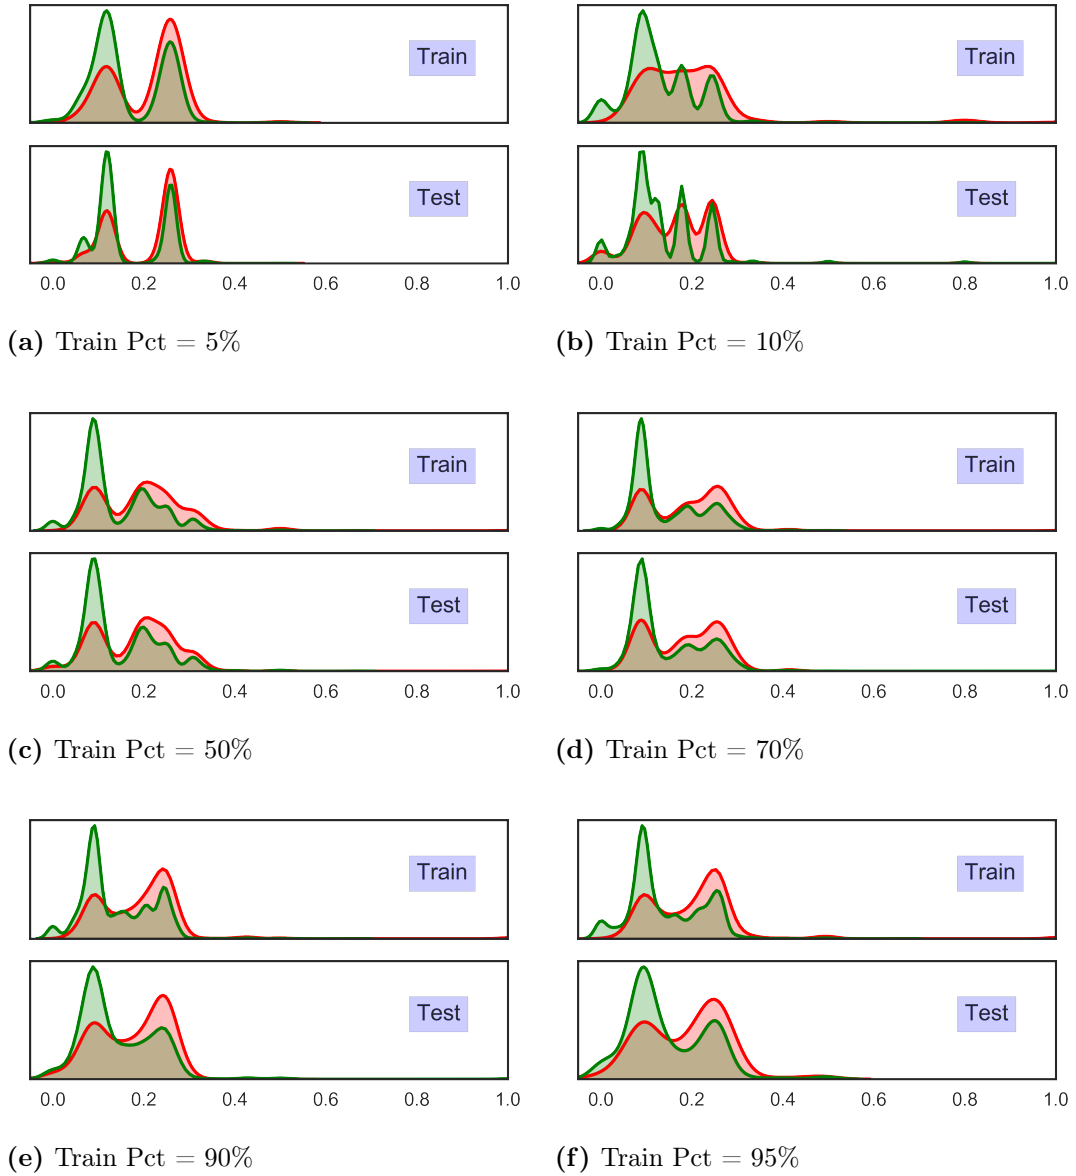 Train
Train
Test
Test
0.0 0.2 0.4 0.6 0.8 1.0
0.0 0.2 0.4 0.6 0.8 1.0
(a) Train Pct = 5%
(b) Train Pct = 10%
Train
Train
Test
Test
0.0 0.2 0.4 0.6 0.8 1.0
0.0 0.2 0.4 0.6 0.8 1.0
(c) Train Pct = 50%
(d) Train Pct = 70%
Train
Train
Test
Test
0.0 0.2 0.4 0.6 0.8 1.0
0.0 0.2 0.4 0.6 0.8 1.0
(e) Train Pct = 90%
(f) Train Pct = 95%